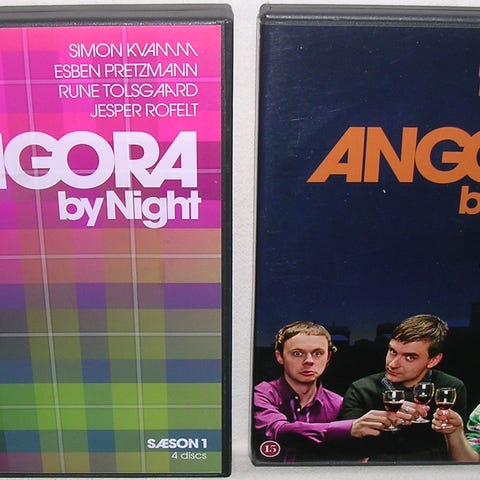 SIMON KVAMM
ESBEN PRETZMANN
RUNE TOLSGAARD
JESPER ROFELT
NGORA
by Night
SÆSON 1
4 discs
ANGO
b
15